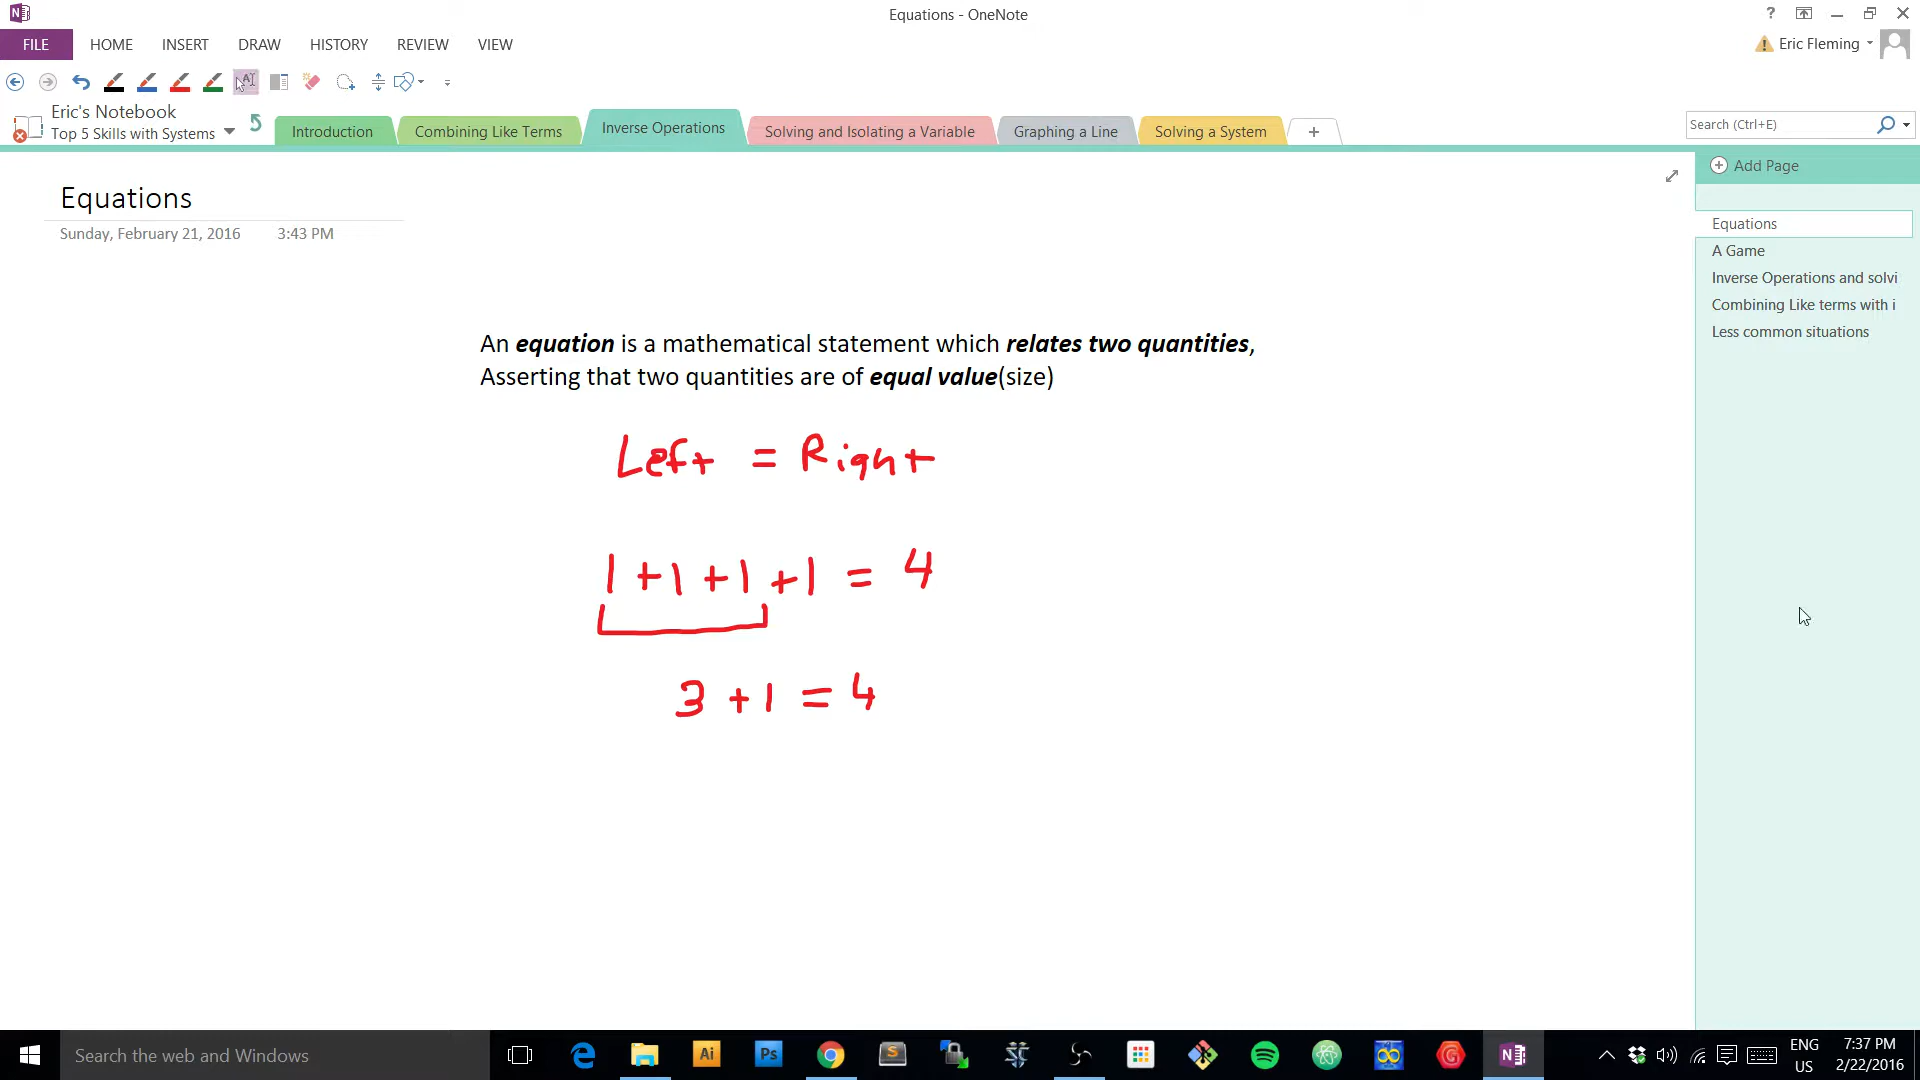 Equations - OneNote
?
FILE HOME INSERT DRAW HISTORY REVIEW VIEW
Eric Fleming
Eric's Notebook
Top 5 Skills with Systems
Introduction Combining Like Terms Inverse Operations Solving and Isolating a Variable Graphing a Line Solving a System +
Search (Ctrl+E)
Add Page
Equations
Sunday, February 21, 2016 3:43 PM
Equations
A Game
Inverse Operations and solvi
Combining Like terms with i
Less common situations
An equation is a mathematical statement which relates two quantities,
Asserting that two quantities are of equal value(size)
Left = Right
1 + 1 + 1 + 1 = 4
3 + 1 = 4
Search the web and Windows
Ai
Ps
ENG
US
7:37 PM
2/22/2016